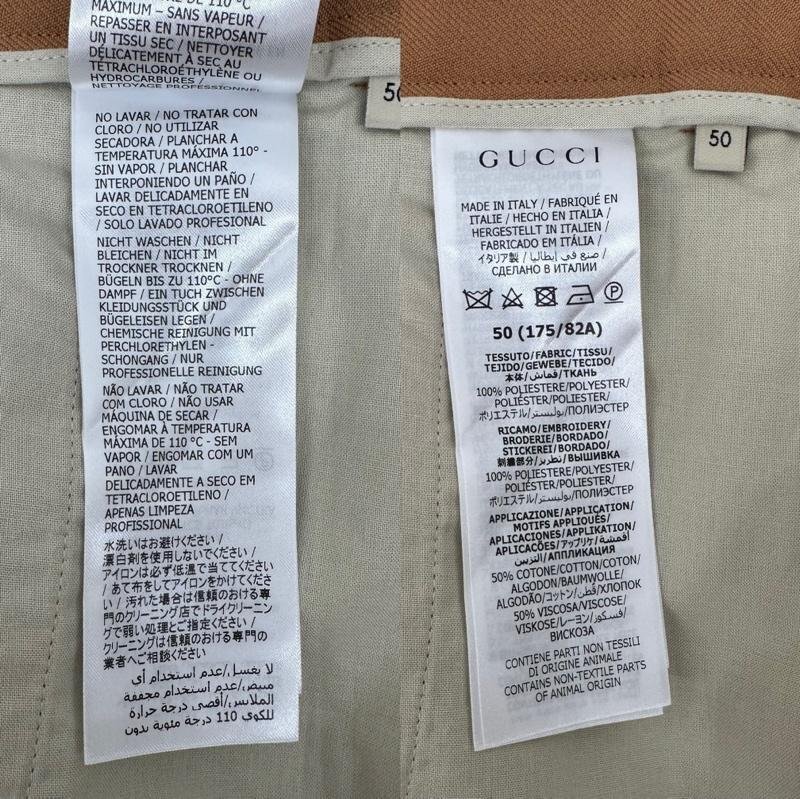 MAXIMUM – SANS VAPEUR /
REPASSER EN INTERPOSANT
UN TISSU SEC / NETTOYER
DÉLICATEMENT À SEC AU
TÉTRACHLOROÉTHYLÈNE OU
HYDROCARBURES /
NETTOYAGE PROFESSIONNEL
NO LAVAR / NO TRATAR CON
CLORO / NO UTILIZAR
SECADORA / PLANCHAR A
TEMPERATURA MÁXIMA 110° -
SIN VAPOR / PLANCHAR
INTERPONIENDO UN PAÑO /
LAVAR DELICADAMENTE EN
SECO EN TETRACLOROETILENO
/ SOLO LAVADO PROFESIONAL
NICHT WASCHEN / NICHT
BLEICHEN / NICHT IM
TROCKNER TROCKNEN /
BÜGELN BIS ZU 110°C - OHNE
DAMPF / EIN TUCH ZWISCHEN
KLEIDUNGSSTÜCK UND
BÜGELEISEN LEGEN /
CHEMISCHE REINIGUNG MIT
PERCHLORETHYLEN -
SCHONGANG / NUR
PROFESSIONELLE REINIGUNG
NÃO LAVAR / NÃO TRATAR
COM CLORO / NÃO USAR
MÁQUINA DE SECAR /
ENGOMAR À TEMPERATURA
MÁXIMA DE 110 °C - SEM
VAPOR / ENGOMAR COM UM
PANO / LAVAR
DELICADAMENTE A SECO EM
TETRACLOROETILENO /
APENAS LIMPEZA
PROFISSIONAL
水洗いはお避けください /
漂白剤を使用しないでください /
アイロンは必ず低温で当ててください
/ あて布をしてアイロンをかけてくださ
い / 汚れた場合は信頼のおける専
門のクリーニング店でドライクリーニン
グで弱い処理とご指定ください /
クリーニングは信頼のおける専門の
業者へご相談ください
لا يغسل/عدم استخدام أي
مبيض/عدم استخدام مجففة
الملابس/أقصى درجة حرارة
للكوي 110 درجة مئوية بدون
50
GUCCI
MADE IN ITALY / FABRIQUÉ EN
ITALIE / HECHO EN ITALIA /
HERGESTELLT IN ITALIEN /
FABRICADO EM ITÁLIA /
イタリア製 / صنع في إيطاليا /
СДЕЛАНО В ИТАЛИИ
P
50 (175/82A)
TESSUTO/FABRIC/TISSU/
TEJIDO/GEWEBE/TECIDO/
本体/قماش/ТКАНЬ
100% POLIESTERE/POLYESTER/
POLIÉSTER/POLYESTER/
ポリエステル/بوليستر/ПОЛИЭСТЕР
RICAMO/EMBROIDERY/
BRODERIE/BORDADO/
STICKEREI/BORDADO/
刺繍部分/تطريز/ВЫШИВКА
100% POLIESTERE/POLYESTER/
POLIÉSTER/POLYESTER/
ポリエステル/بوليستر/ПОЛИЭСТЕР
APPLICAZIONE/APPLICATION/
MOTIFS APPLIQUÉS/
APLICACIONES/APPLIKATION/
APLICAÇÕES/アップリケ/أقمشة
التزيين/АППЛИКАЦИЯ
50% COTONE/COTTON/COTON/
ALGODÓN/BAUMWOLLE/
ALGODÃO/コットン/قطن/ХЛОПОК
50% VISCOSA/VISCOSE/
VISKOSE/レーヨン/فسكوز/
ВИСКОЗА
CONTIENE PARTI NON TESSILI
DI ORIGINE ANIMALE
CONTAINS NON-TEXTILE PARTS
OF ANIMAL ORIGIN
50